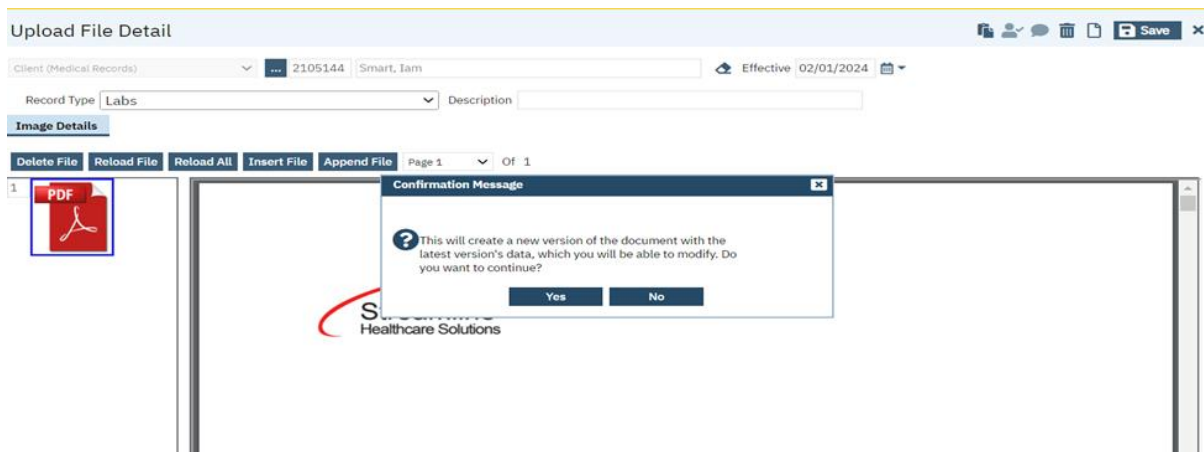 Upload File Detail
Save
Client (Medical Records) ... 2105144 Smart, Iam Effective 02/01/2024
Record Type Labs Description
Image Details
Delete File Reload File Reload All Insert File Append File Page 1 Of 1
1
PDF
Confirmation Message
This will create a new version of the document with the
latest version's data, which you will be able to modify. Do
you want to continue?
Yes No
Healthcare Solutions